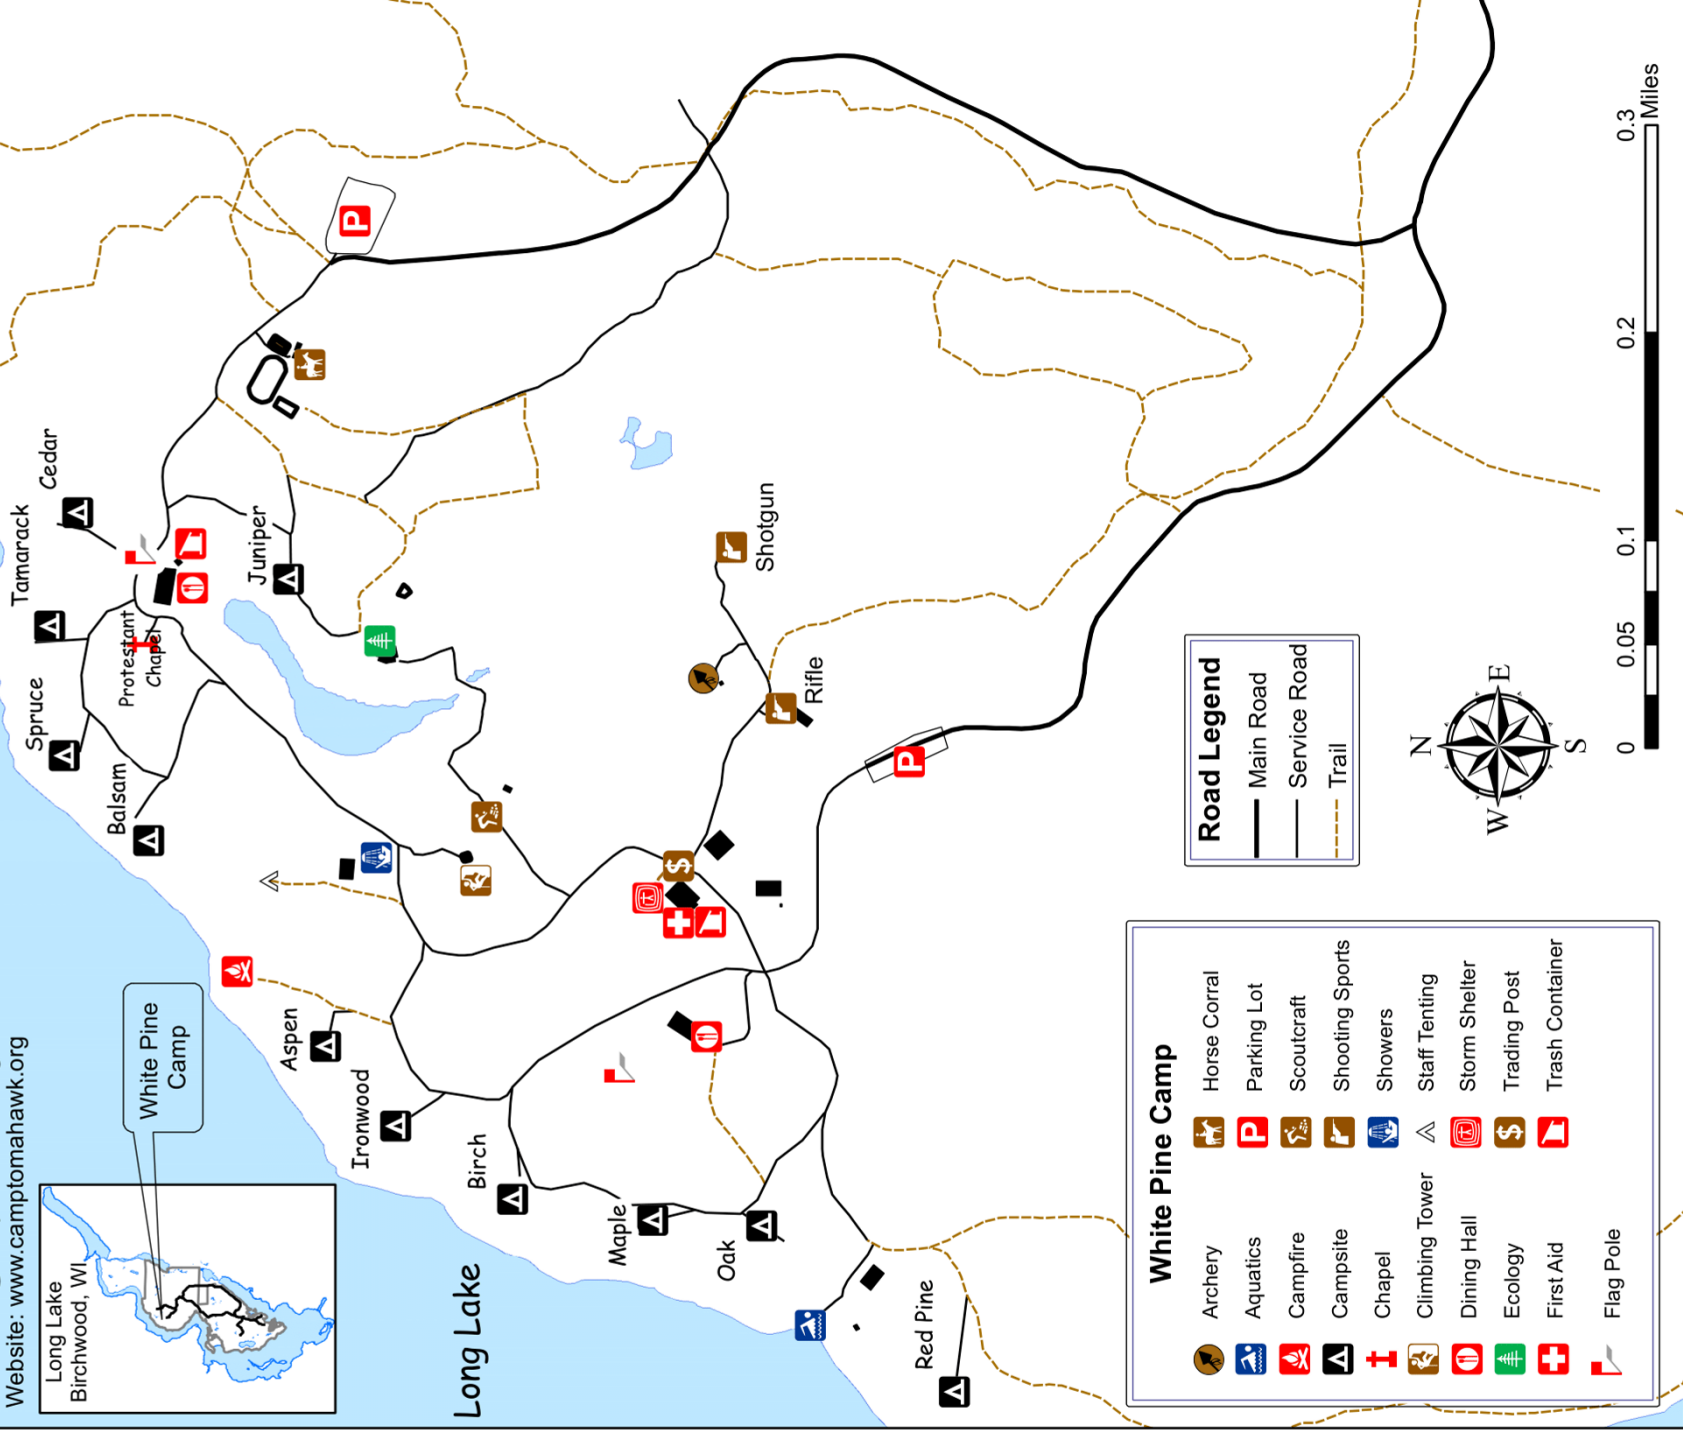 Website: www.camptomahawk.org
Long Lake
Birchwood, WI
White Pine
Camp
Long Lake
Tamarack
Cedar
Spruce
Protestant
Chapel
Balsam
Juniper
Aspen
Ironwood
Birch
Maple
Oak
Red Pine
Shotgun
Rifle
P
P
$
White Pine Camp
Archery
Aquatics
Campfire
Campsite
Chapel
Climbing Tower
Dining Hall
Ecology
First Aid
Flag Pole
Horse Corral
P Parking Lot
Scoutcraft
Shooting Sports
Showers
Staff Tenting
Storm Shelter
$ Trading Post
Trash Container
Road Legend
Main Road
Service Road
Trail
N
E
S
W
0 0.05 0.1 0.2 0.3
Miles